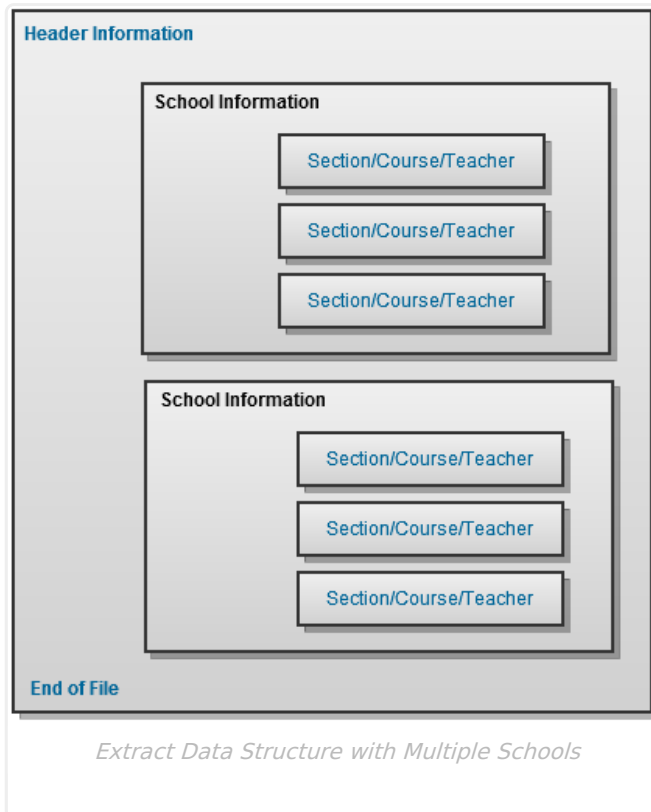 Header Information
School Information
Section/Course/Teacher
Section/Course/Teacher
Section/Course/Teacher
School Information
Section/Course/Teacher
Section/Course/Teacher
Section/Course/Teacher
End of File
Extract Data Structure with Multiple Schools